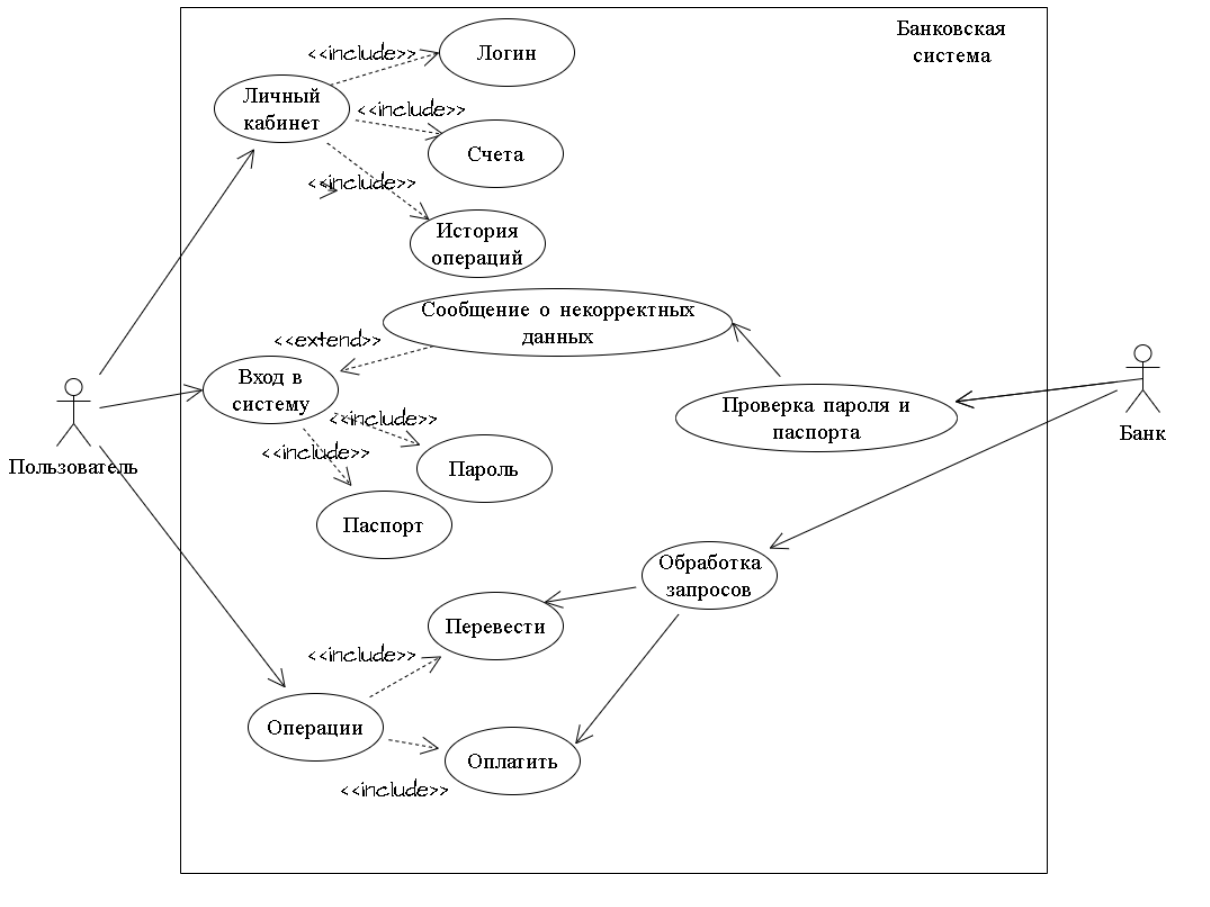 Банковская
система
<<include>>
Логин
Личный
кабинет
<<include>>
Счета
<<include>>
История
операций
Сообщение о некорректных
данных
<<extend>>
Вход в
систему
<<include>>
<<include>>
Пароль
Паспорт
Проверка пароля и
паспорта
Банк
Пользователь
Обработка
запросов
Перевести
<<include>>
Операции
Оплатить
<<include>>